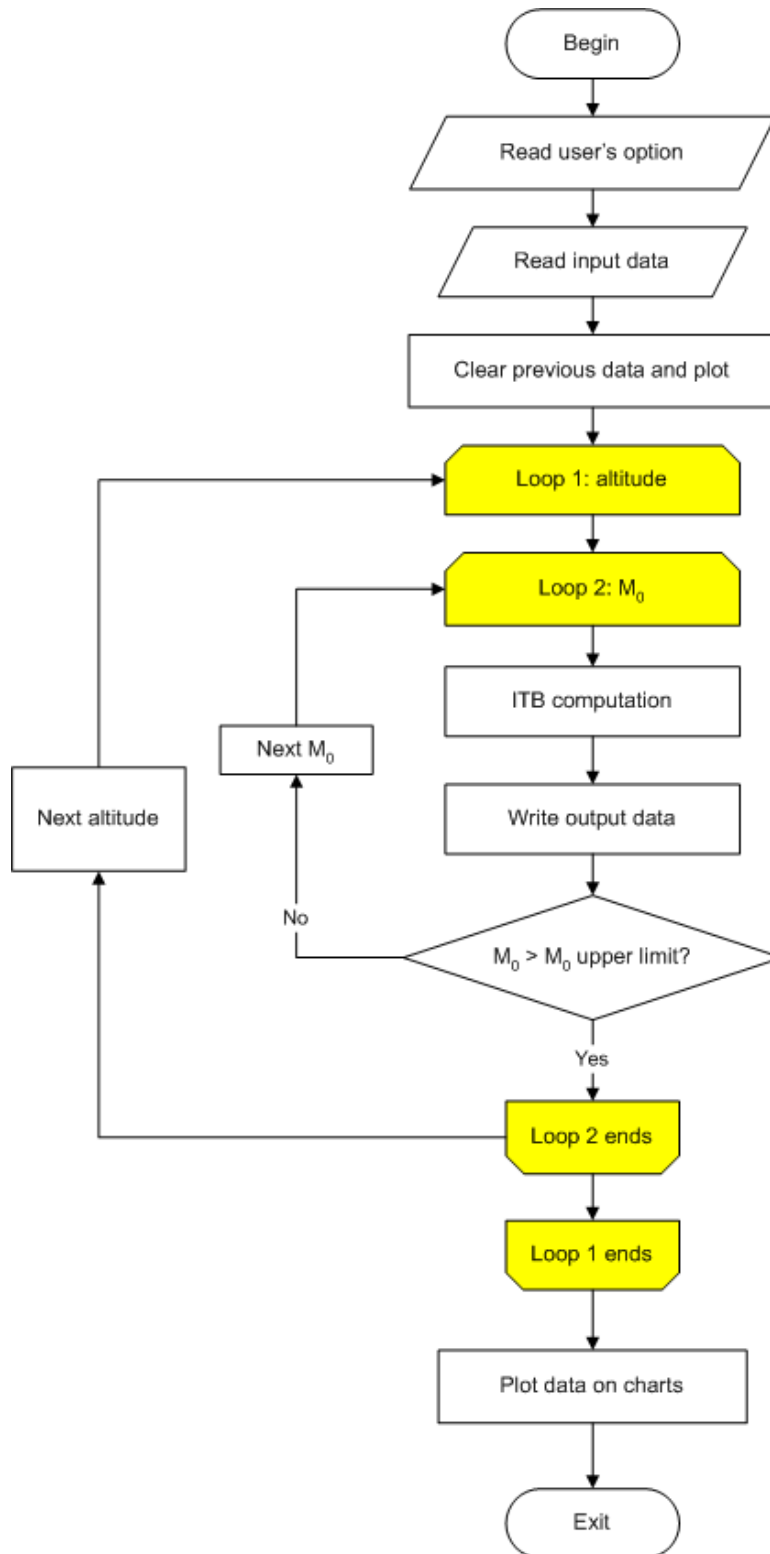 Begin
Read user's option
Read input data
Clear previous data and plot
Loop 1: altitude
Loop 2: M₀
ITB computation
Next M₀
Next altitude
Write output data
No
M₀ > M₀ upper limit?
Yes
Loop 2 ends
Loop 1 ends
Plot data on charts
Exit